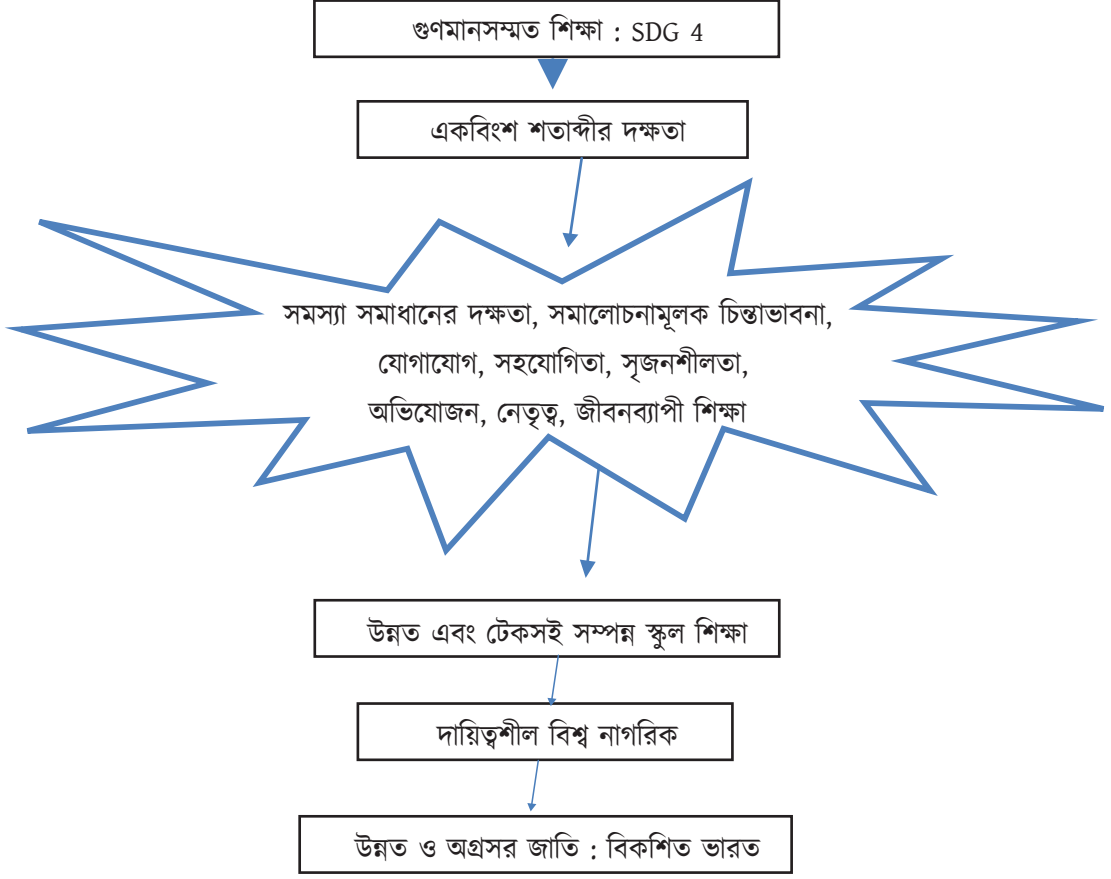 গুণমানসম্মত শিক্ষা : SDG 4
একবিংশ শতাব্দীর দক্ষতা
সমস্যা সমাধানের দক্ষতা, সমালোচনামূলক চিন্তাভাবনা,
যোগাযোগ, সহযোগিতা, সৃজনশীলতা,
অভিযোজন, নেতৃত্ব, জীবনব্যাপী শিক্ষা
উন্নত এবং টেকসই সম্পন্ন স্কুল শিক্ষা
দায়িত্বশীল বিশ্ব নাগরিক
উন্নত ও অগ্রসর জাতি : বিকশিত ভারত